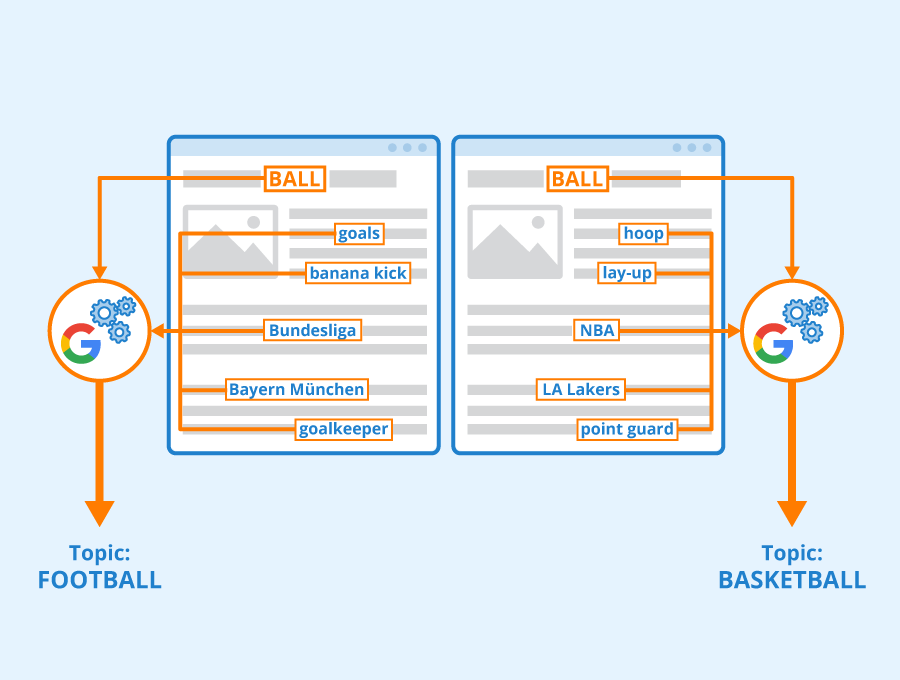 BALL
goals
banana kick
Bundesliga
Bayern München
goalkeeper
Topic:
FOOTBALL
BALL
hoop
lay-up
NBA
LA Lakers
point guard
Topic:
BASKETBALL